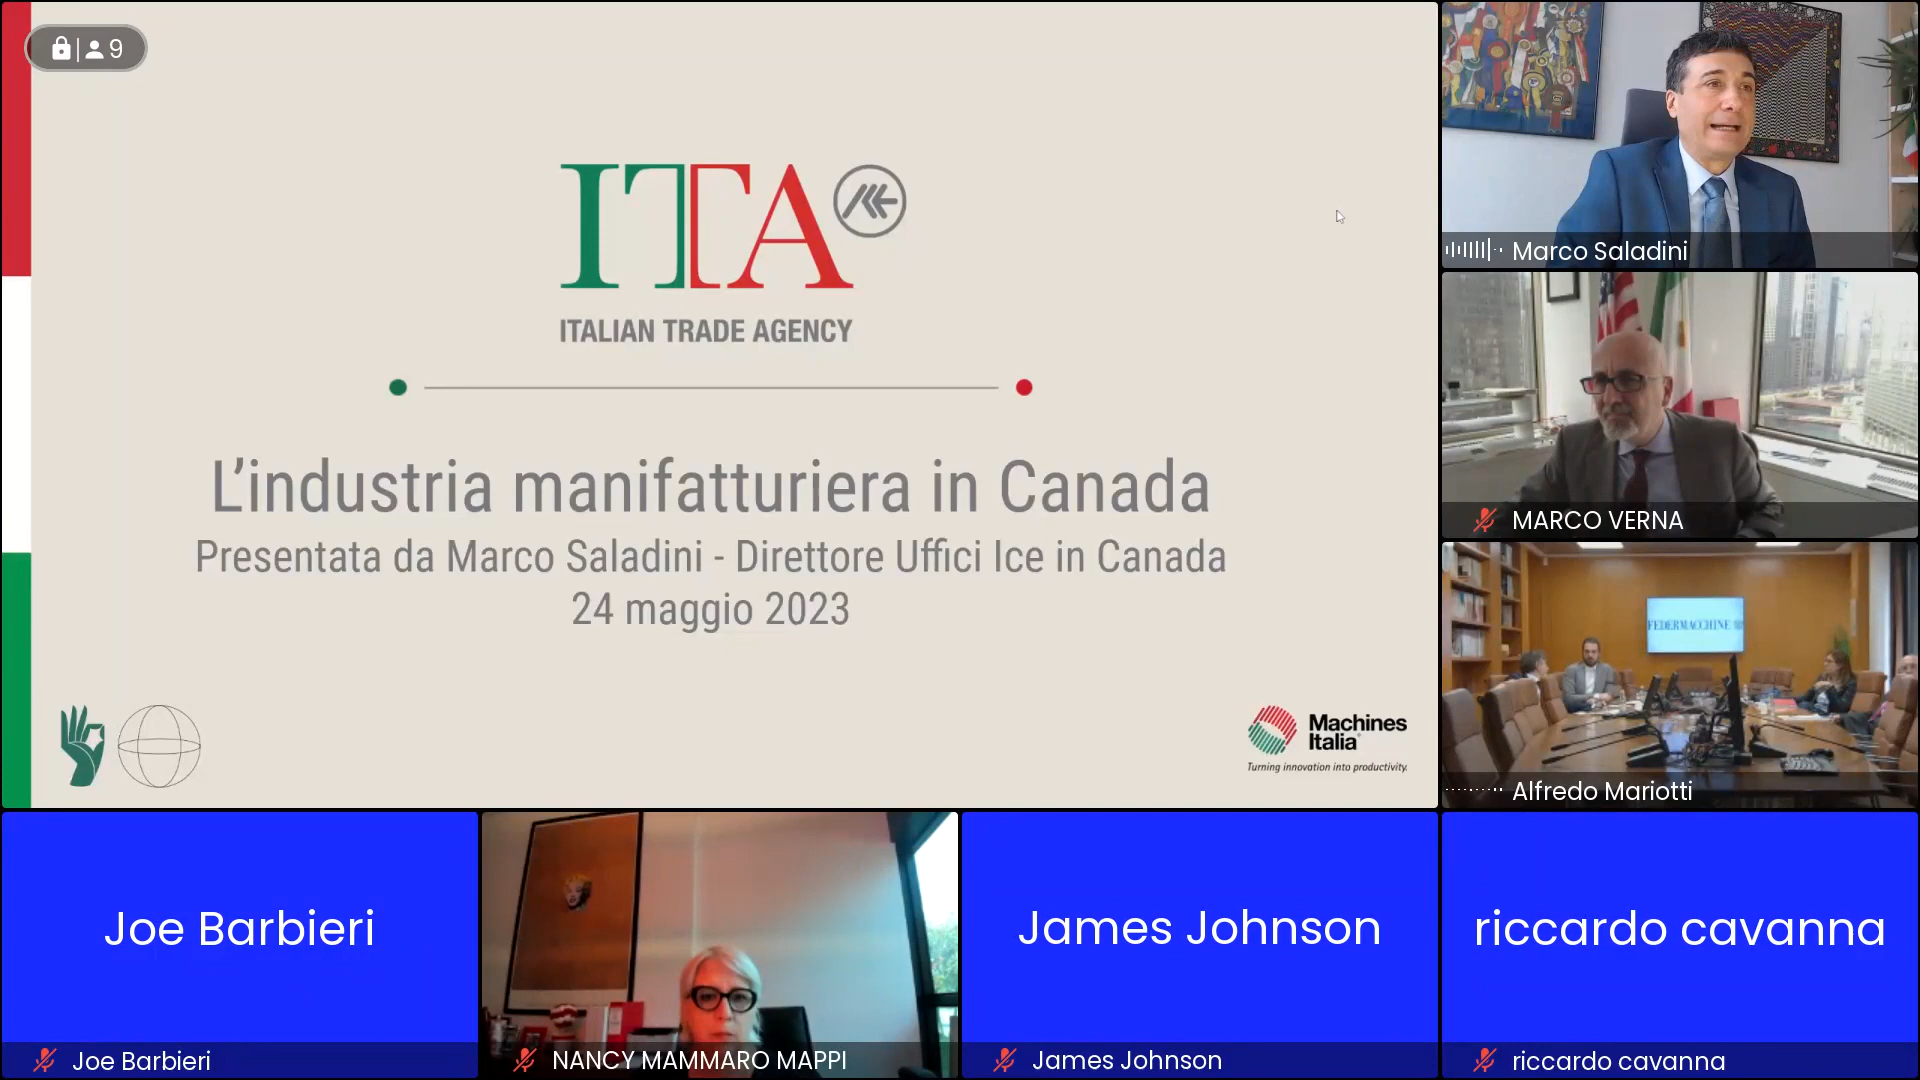 9
ITA
ITALIAN TRADE AGENCY
L’industria manifatturiera in Canada
Presentata da Marco Saladini - Direttore Uffici Ice in Canada
24 maggio 2023
Machines
Italia
Turning innovation into productivity.
Marco Saladini
MARCO VERNA
FEDERMACCHINE
Alfredo Mariotti
Joe Barbieri
Joe Barbieri
NANCY MAMMARO MAPPI
James Johnson
James Johnson
riccardo cavanna
riccardo cavanna